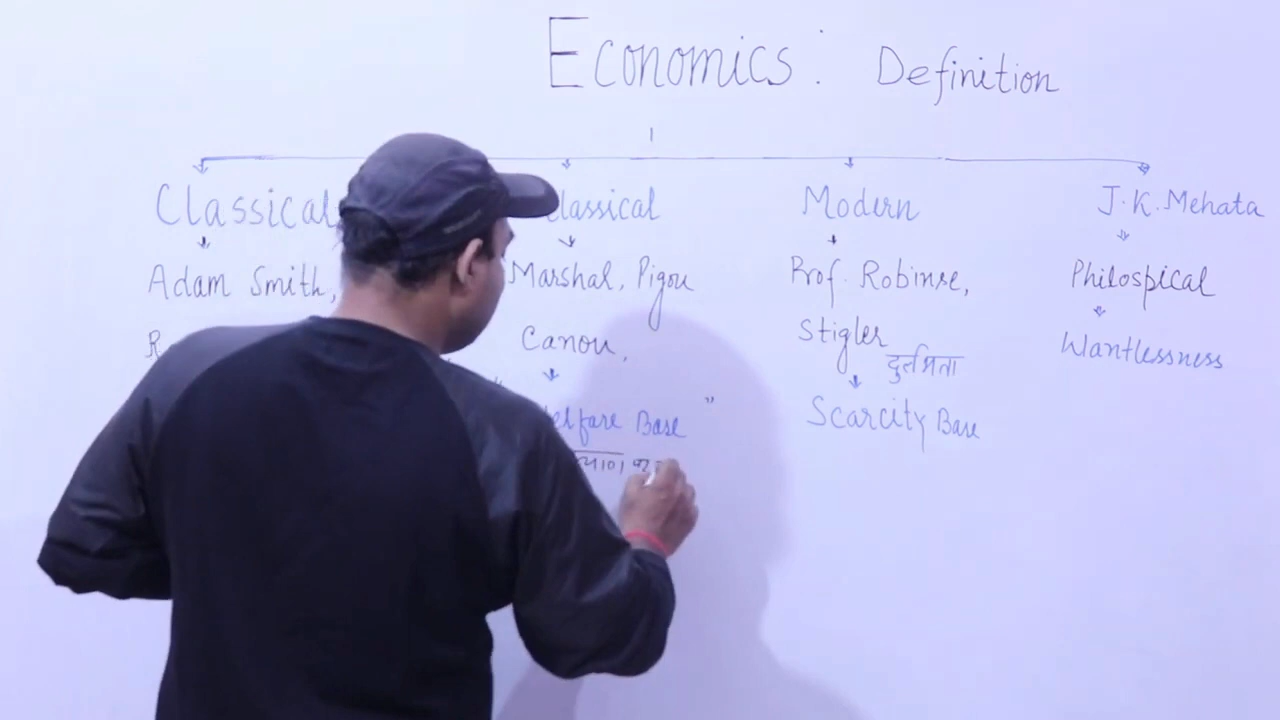 Economics : Definition
Classical
Classical
Modern
J.K. Mehata
Adam Smith,
Marshal, Pigou
Prof. Robinse,
Philospical
Canou,
Stigler
दुर्लभता
Wantlessness
Welfare Base "
Scarcity Base